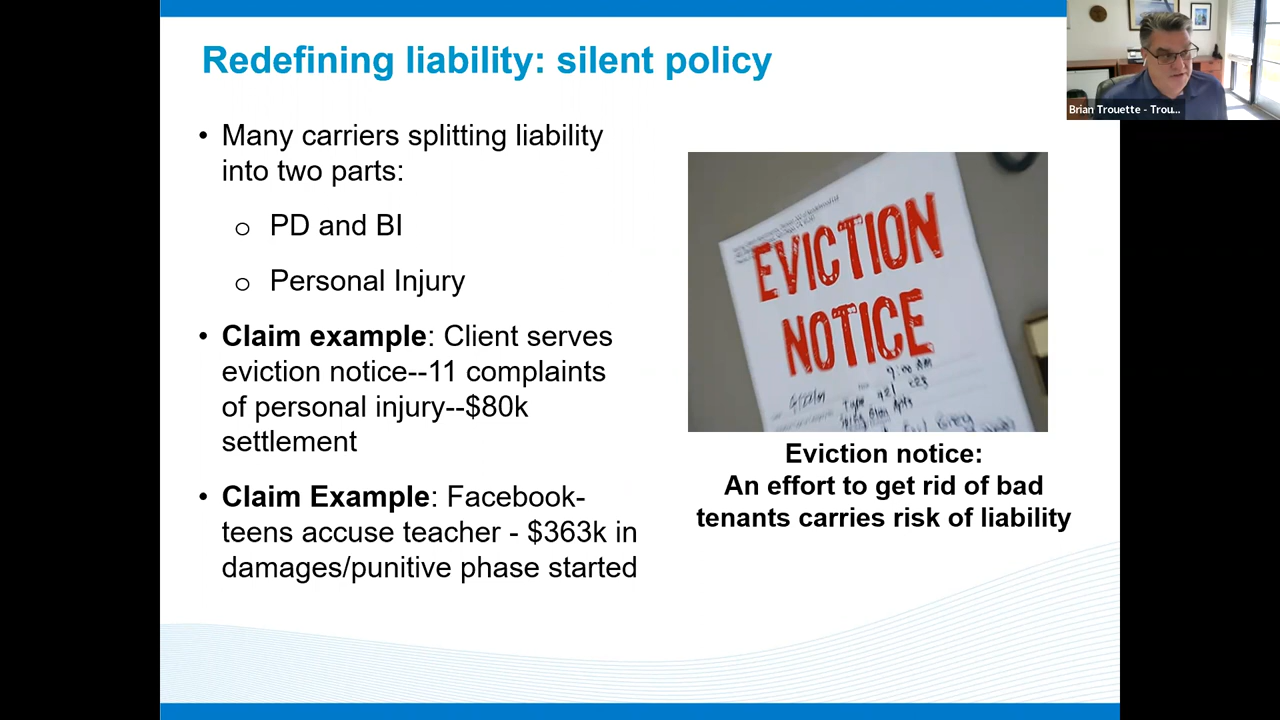 Redefining liability: silent policy
• Many carriers splitting liability
into two parts:
o PD and BI
o Personal Injury
• Claim example: Client serves
eviction notice--11 complaints
of personal injury--$80k
settlement
• Claim Example: Facebook-
teens accuse teacher - $363k in
damages/punitive phase started
EVICTION
NOTICE
Eviction notice:
An effort to get rid of bad
tenants carries risk of liability
Brian Trouette - Trou...